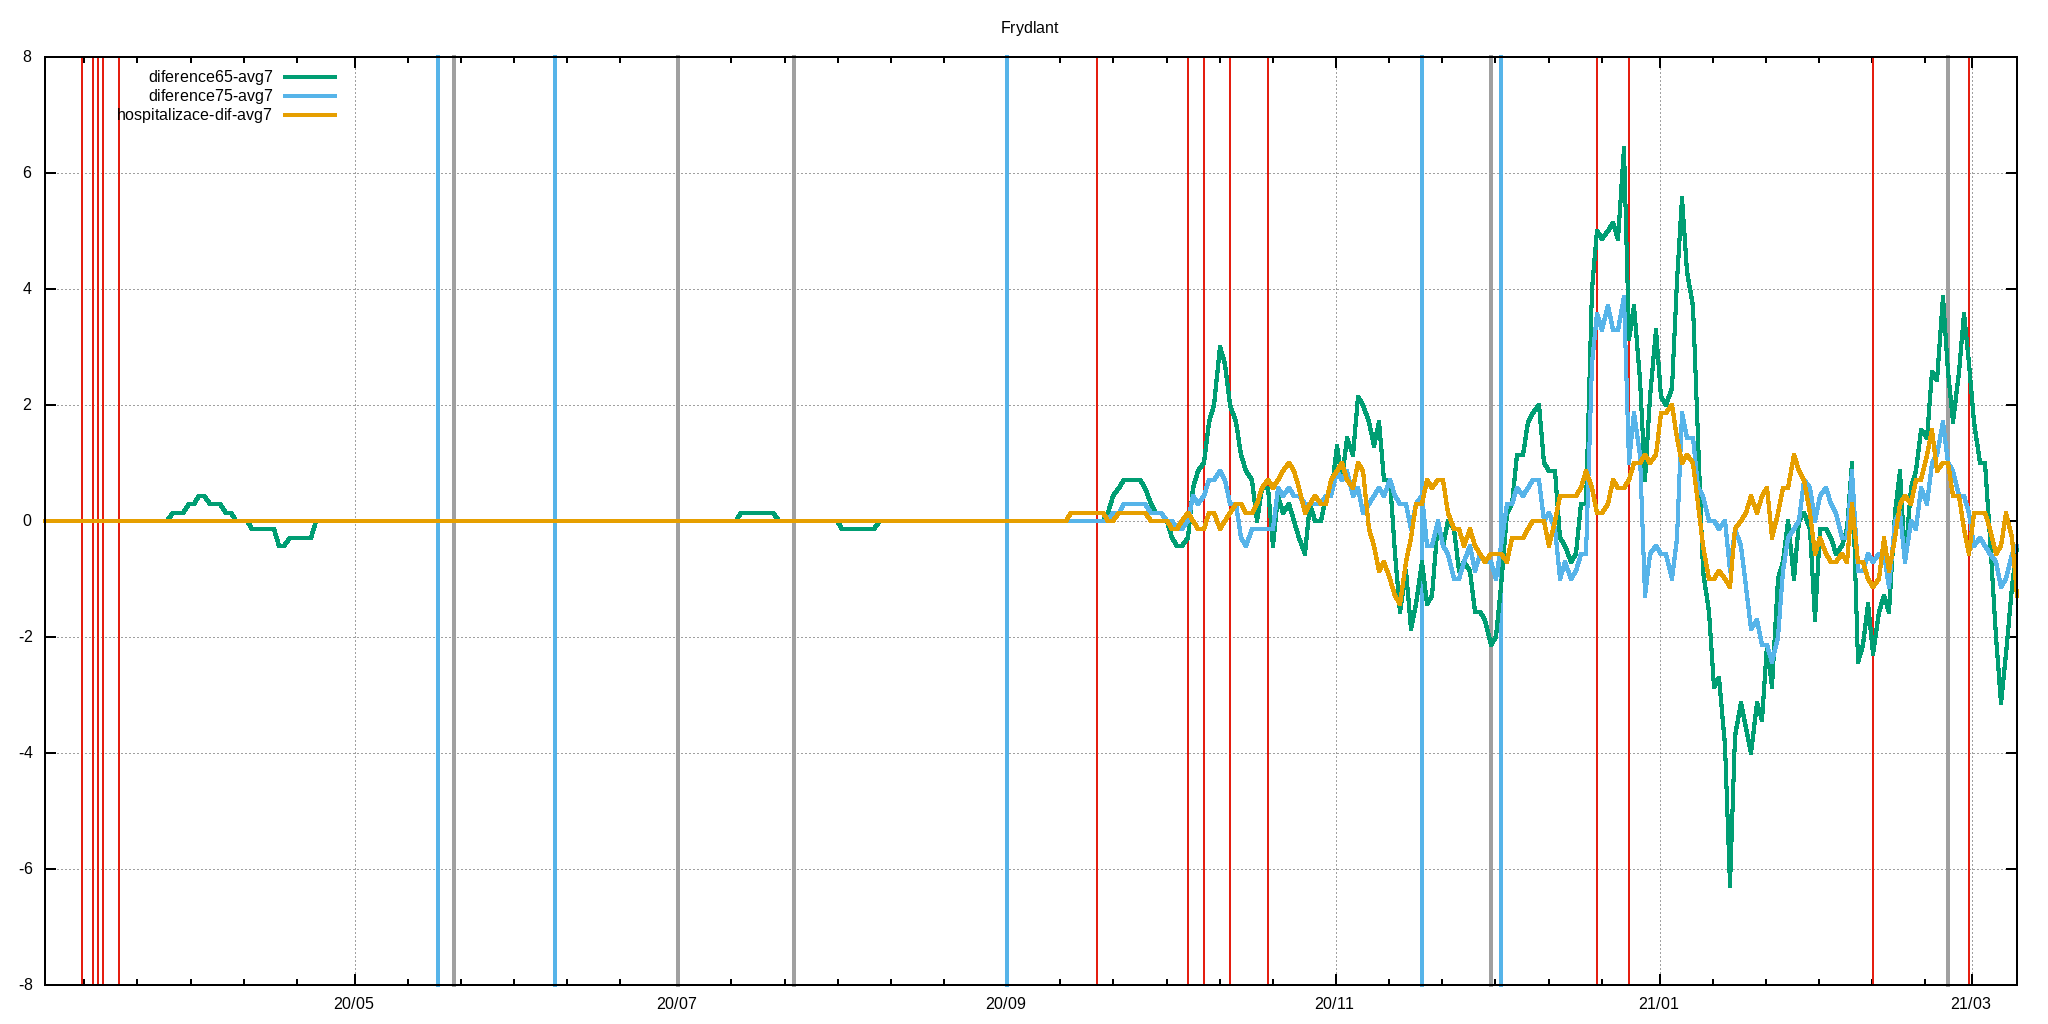 Frydlant
diference65-avg7
diference75-avg7
hospitalizace-dif-avg7
8
6
4
2
0
-2
-4
-6
-8
20/05 20/07 20/09 20/11 21/01 21/03